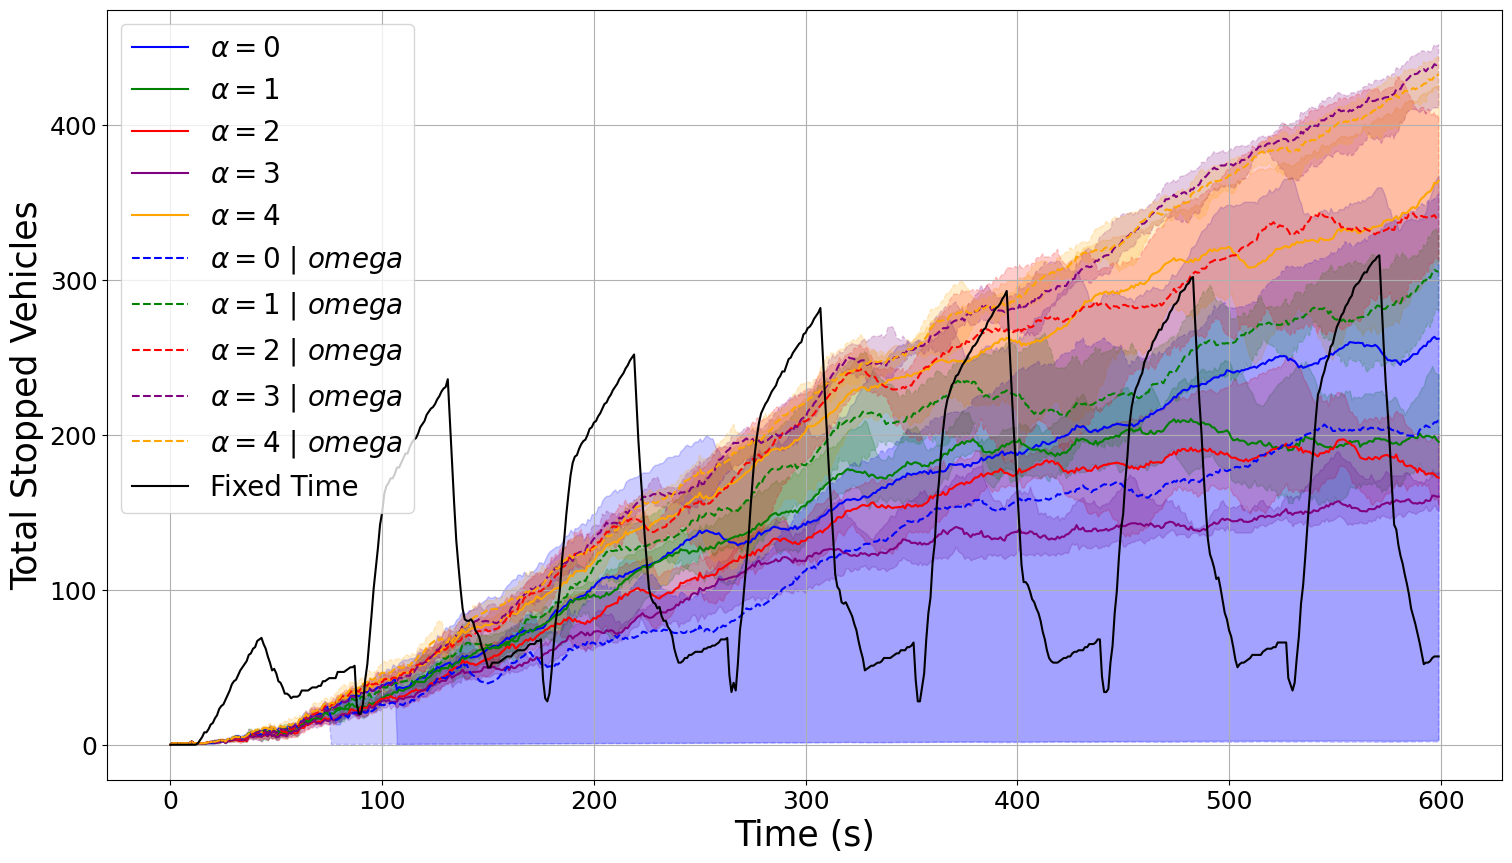 Total Stopped Vehicles
400
300
200
100
0
α = 0
α = 1
α = 2
α = 3
α = 4
α = 0 | omega
α = 1 | omega
α = 2 | omega
α = 3 | omega
α = 4 | omega
Fixed Time
0 100 200 300 400 500 600
Time (s)